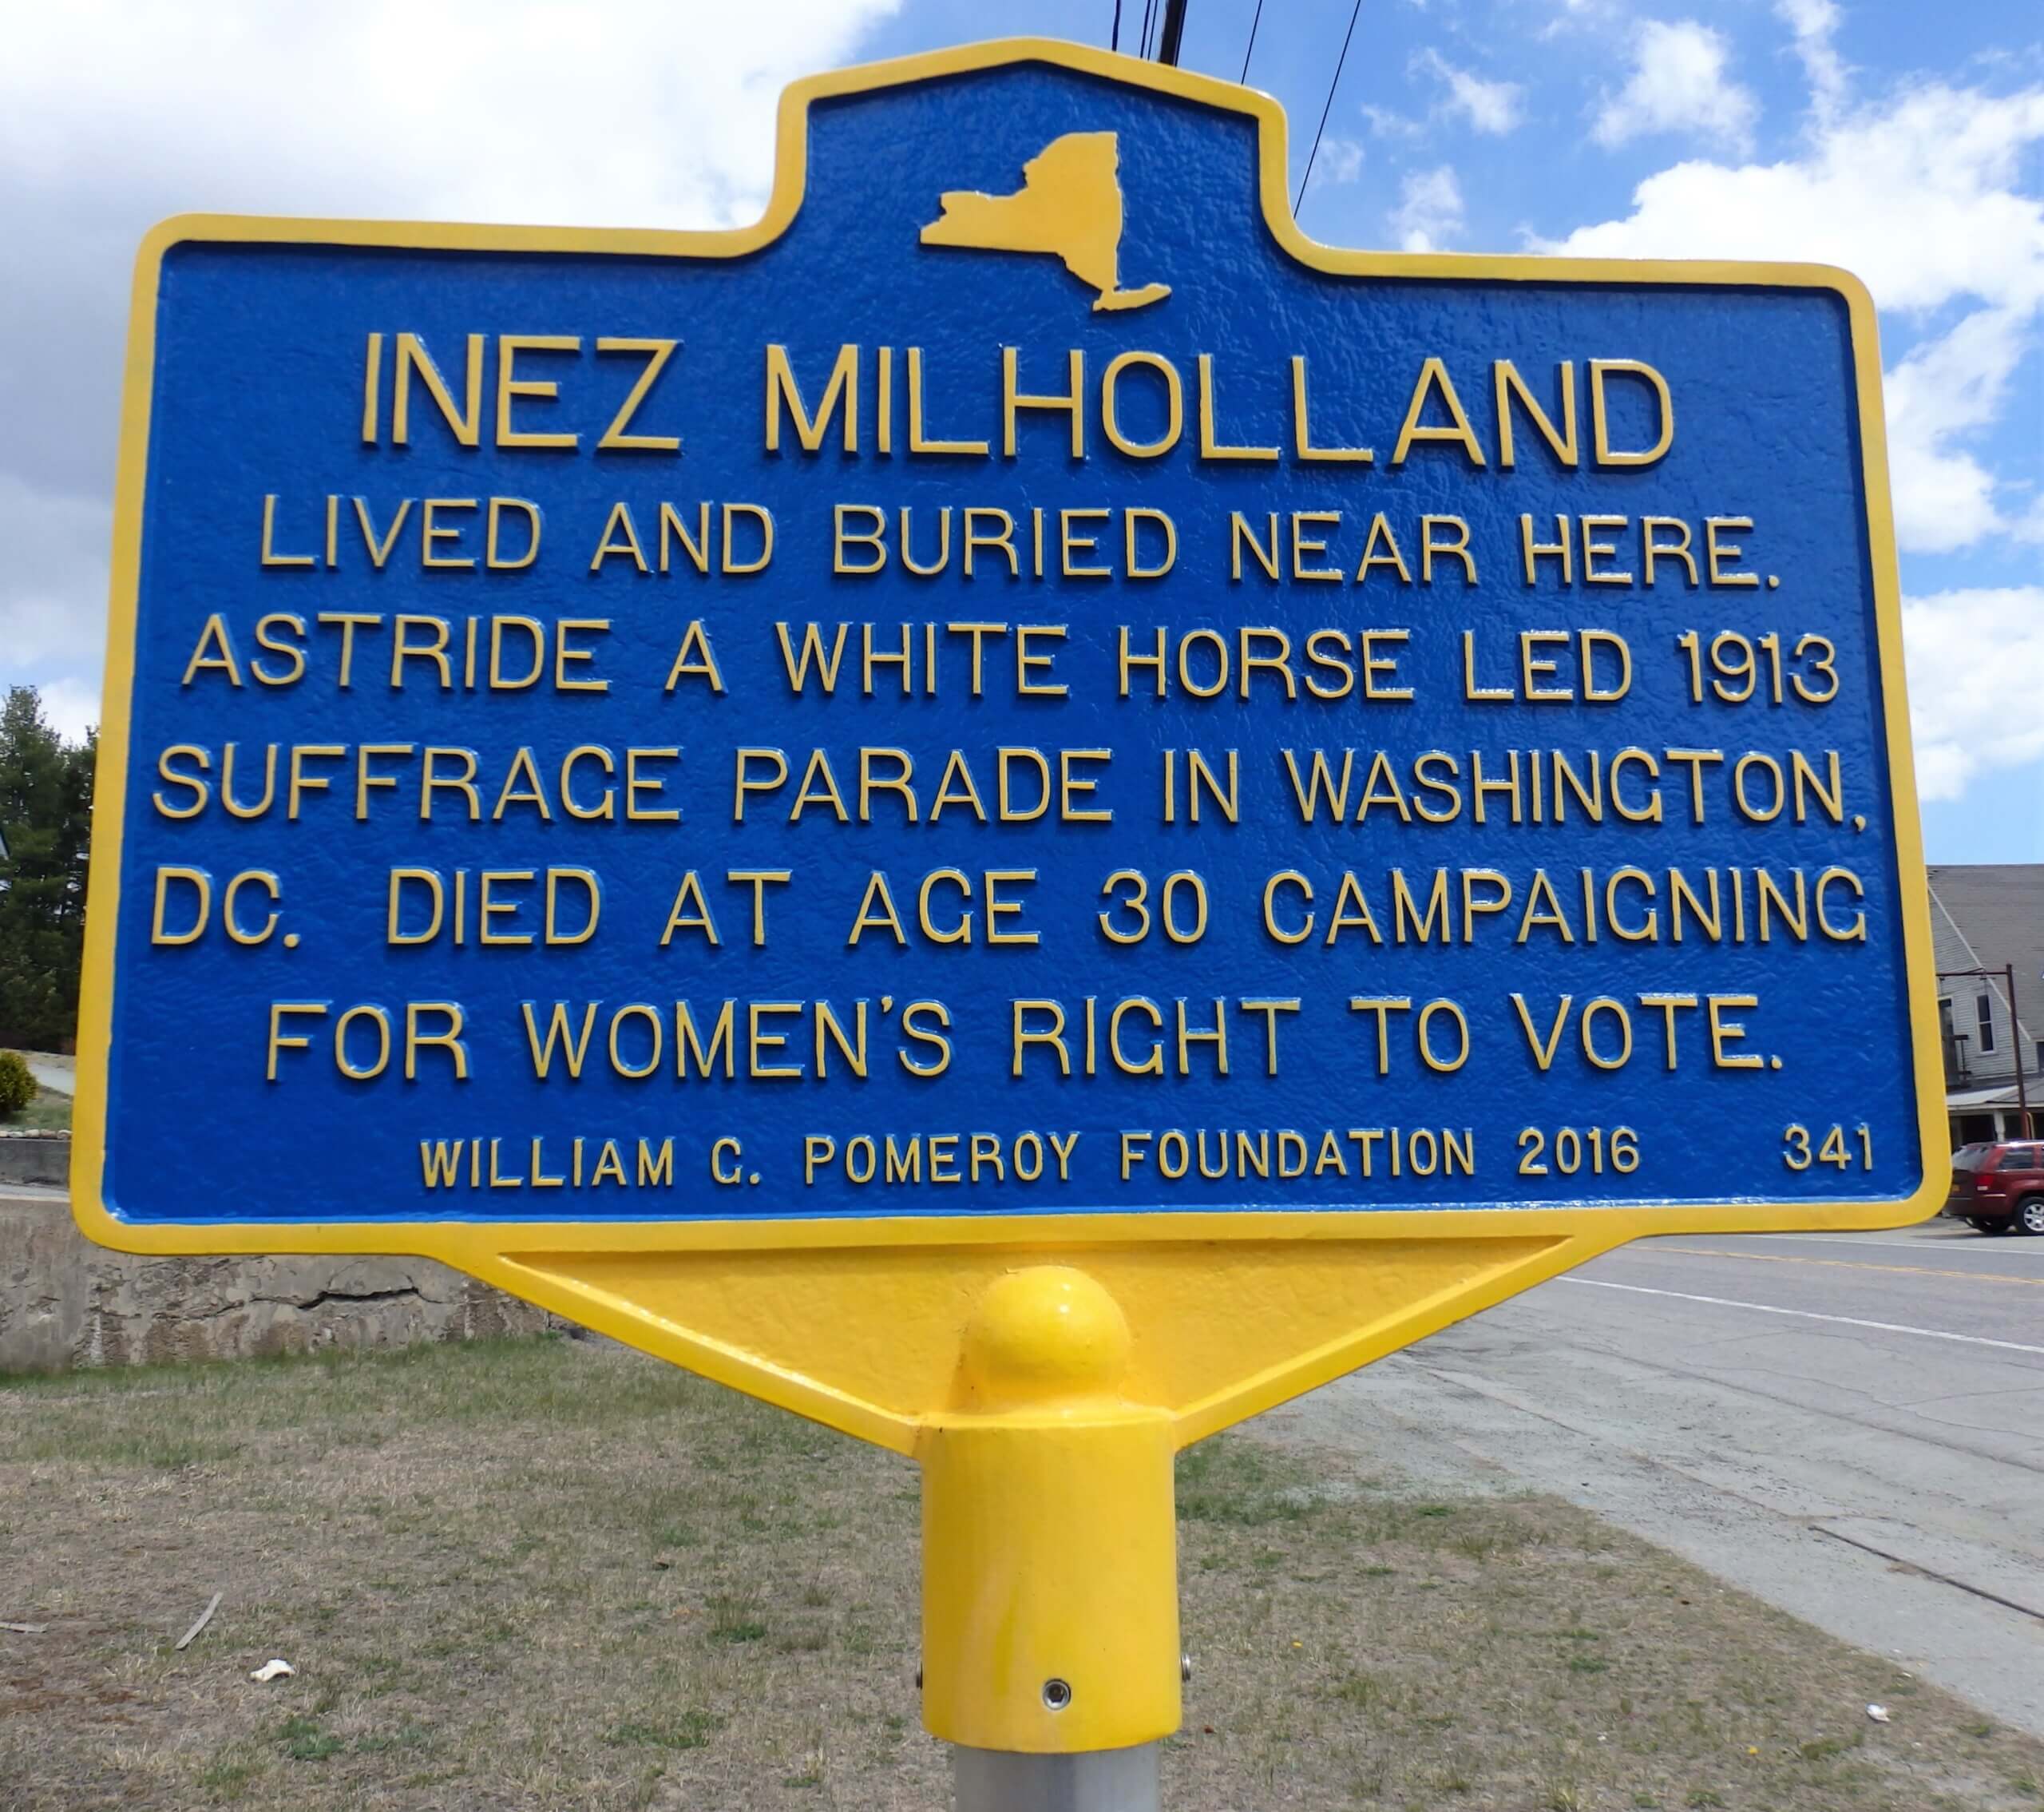 INEZ MILHOLLAND
LIVED AND BURIED NEAR HERE.
ASTRIDE A WHITE HORSE LED 1913
SUFFRAGE PARADE IN WASHINGTON,
DC. DIED AT AGE 30 CAMPAIGNING
FOR WOMEN'S RIGHT TO VOTE.
WILLIAM G. POMEROY FOUNDATION 2016 341